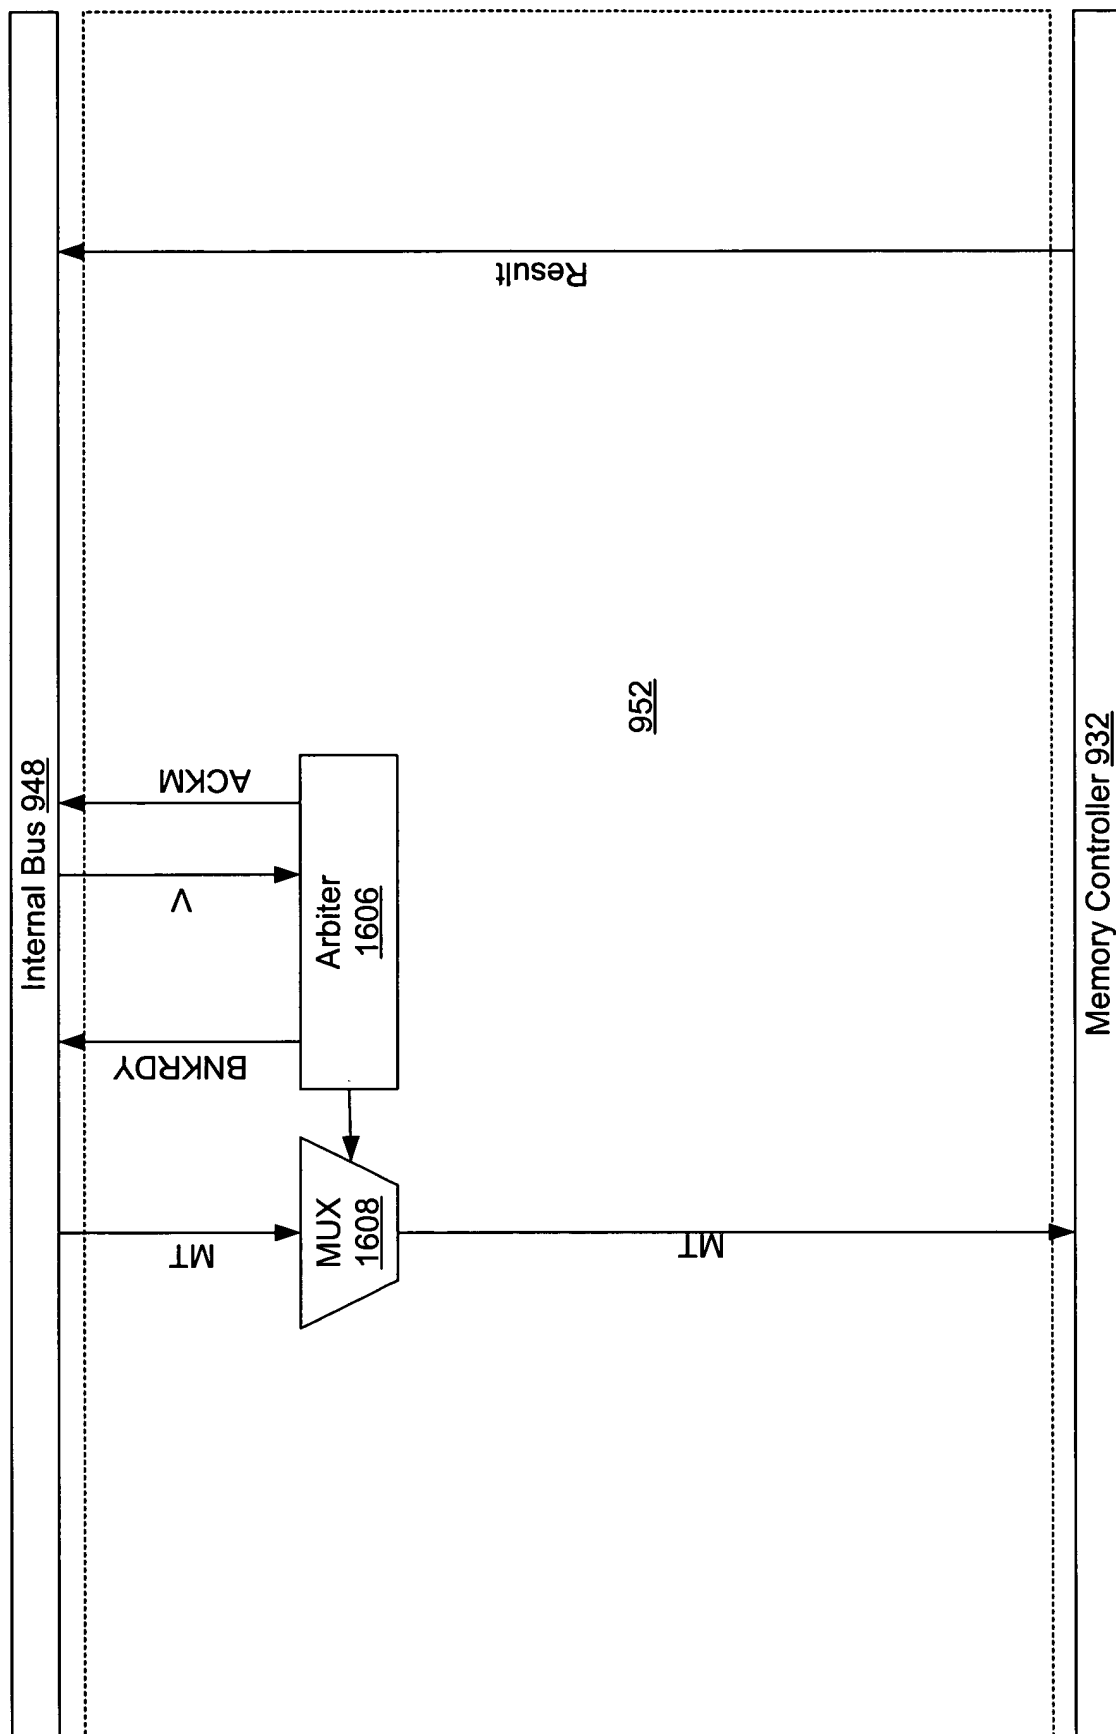 Internal Bus 948
MT
BNKRDY
V
ACKM
MUX
1608
Arbiter
1606
952
MT
Result
Memory Controller 932